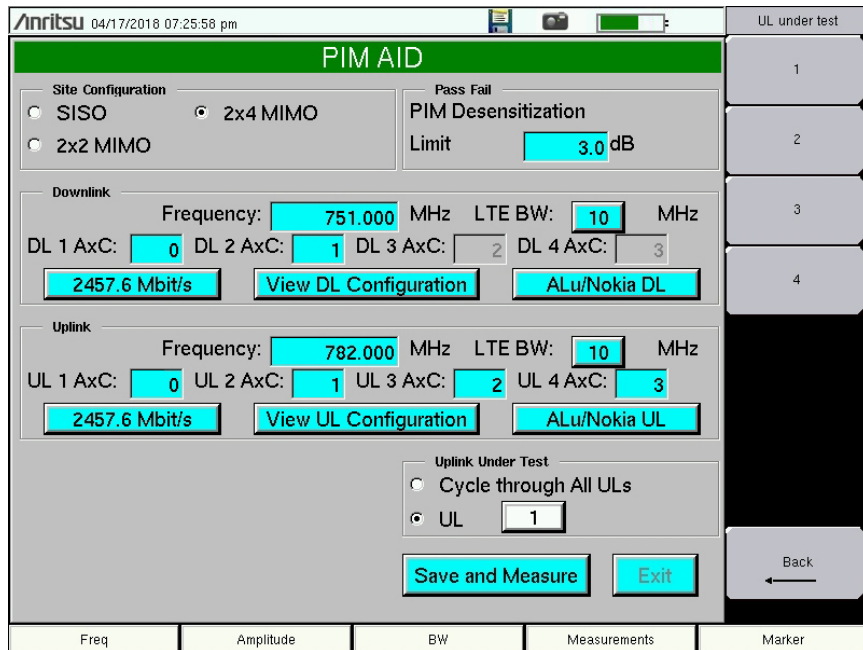 Anritsu 04/17/2018 07:25:58 pm
UL under test
PIM AID
Site Configuration
SISO 2x4 MIMO
2x2 MIMO
Pass Fail
PIM Desensitization
Limit 3.0 dB
Downlink
Frequency: 751.000 MHz LTE BW: 10 MHz
DL 1 AxC: 0 DL 2 AxC: 1 DL 3 AxC: 2 DL 4 AxC: 3
2457.6 Mbit/s View DL Configuration ALu/Nokia DL
Uplink
Frequency: 782.000 MHz LTE BW: 10 MHz
UL 1 AxC: 0 UL 2 AxC: 1 UL 3 AxC: 2 UL 4 AxC: 3
2457.6 Mbit/s View UL Configuration ALu/Nokia UL
Uplink Under Test
Cycle through All ULs
UL 1
Save and Measure Exit
1
2
3
4
Back
Freq Amplitude BW Measurements Marker